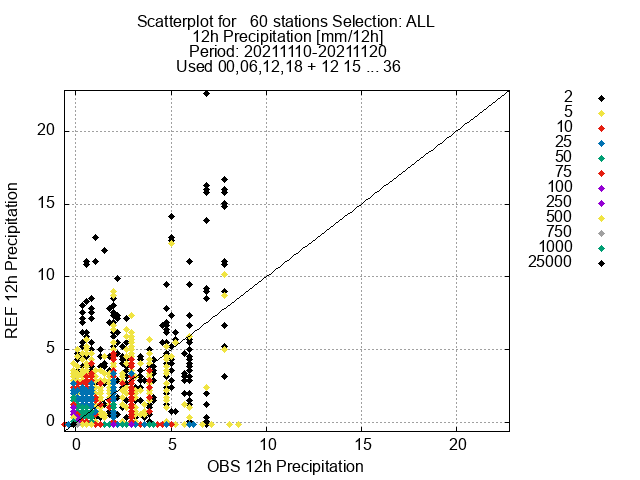 Scatterplot for 60 stations Selection: ALL
12h Precipitation [mm/12h]
Period: 20211110-20211120
Used 00,06,12,18 + 12 15 ... 36
REF 12h Precipitation
20
15
10
5
0
0 5 10 15 20
OBS 12h Precipitation
2
5
10
25
50
75
100
250
500
750
1000
25000